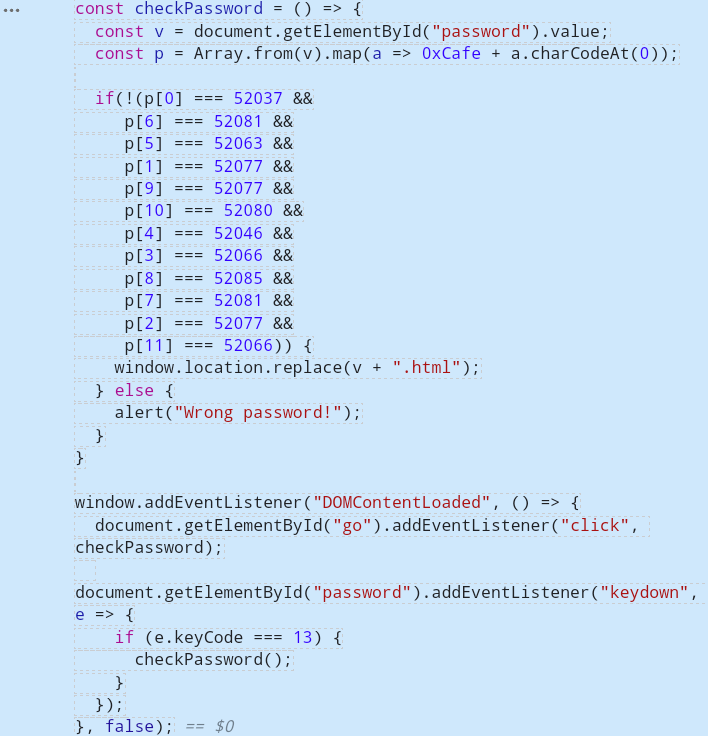 const checkPassword = () => {
const v = document.getElementById("password").value;
const p = Array.from(v).map(a => 0xCafe + a.charCodeAt(0));
if(!(p[0] === 52037 &&
p[6] === 52081 &&
p[5] === 52063 &&
p[1] === 52077 &&
p[9] === 52077 &&
p[10] === 52080 &&
p[4] === 52046 &&
p[3] === 52066 &&
p[8] === 52085 &&
p[7] === 52081 &&
p[2] === 52077 &&
p[11] === 52066)) {
window.location.replace(v + ".html");
} else {
alert("Wrong password!");
}
}
window.addEventListener("DOMContentLoaded", () => {
document.getElementById("go").addEventListener("click",
checkPassword);
document.getElementById("password").addEventListener("keydown",
e => {
if (e.keyCode === 13) {
checkPassword();
}
});
}, false); == $0